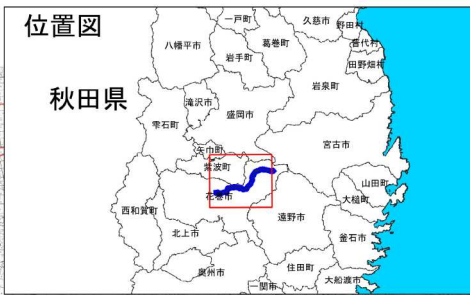 位置図
一戸町
久慈市
野田村
八幡平市
葛巻町
普代村
岩手町
田野畑村
岩泉町
秋田県
滝沢市
盛岡市
雫石町
宮古市
矢巾町
紫波町
山田町
大槌町
花巻市
西和賀町
遠野市
北上市
釜石市
奥州市
住田町
一関市
大船渡市